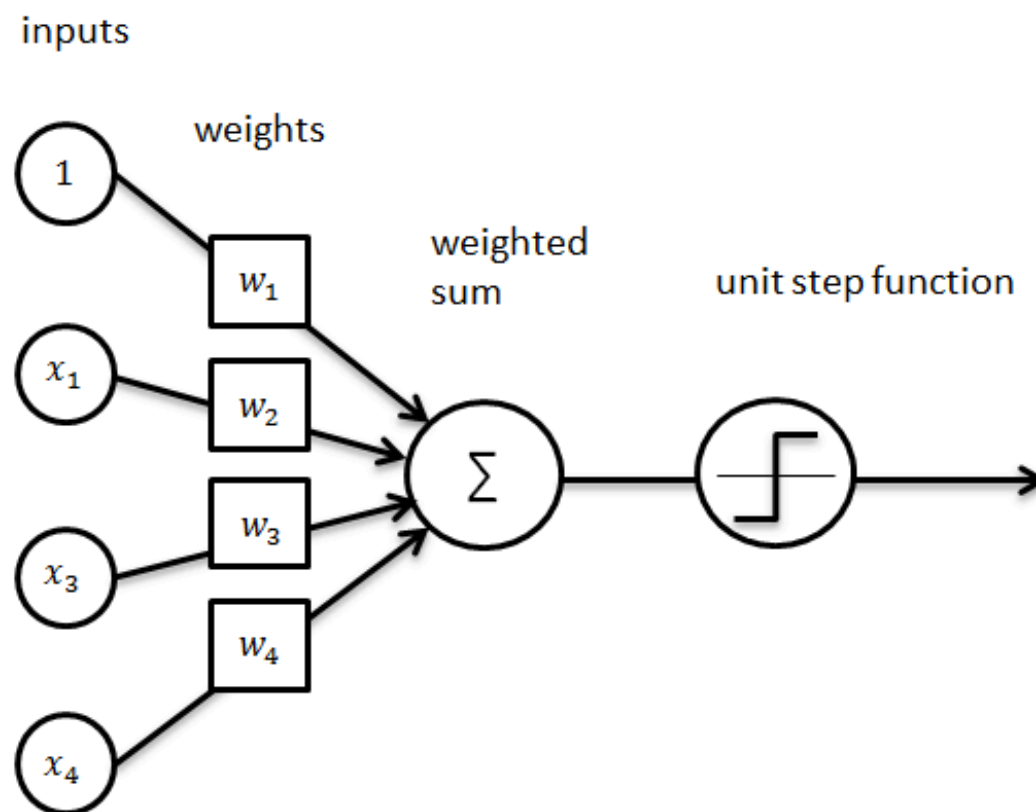 inputs
weights
1
weighted
sum
w₁
unit step function
x₁
w₂
Σ
w₃
x₃
w₄
x₄